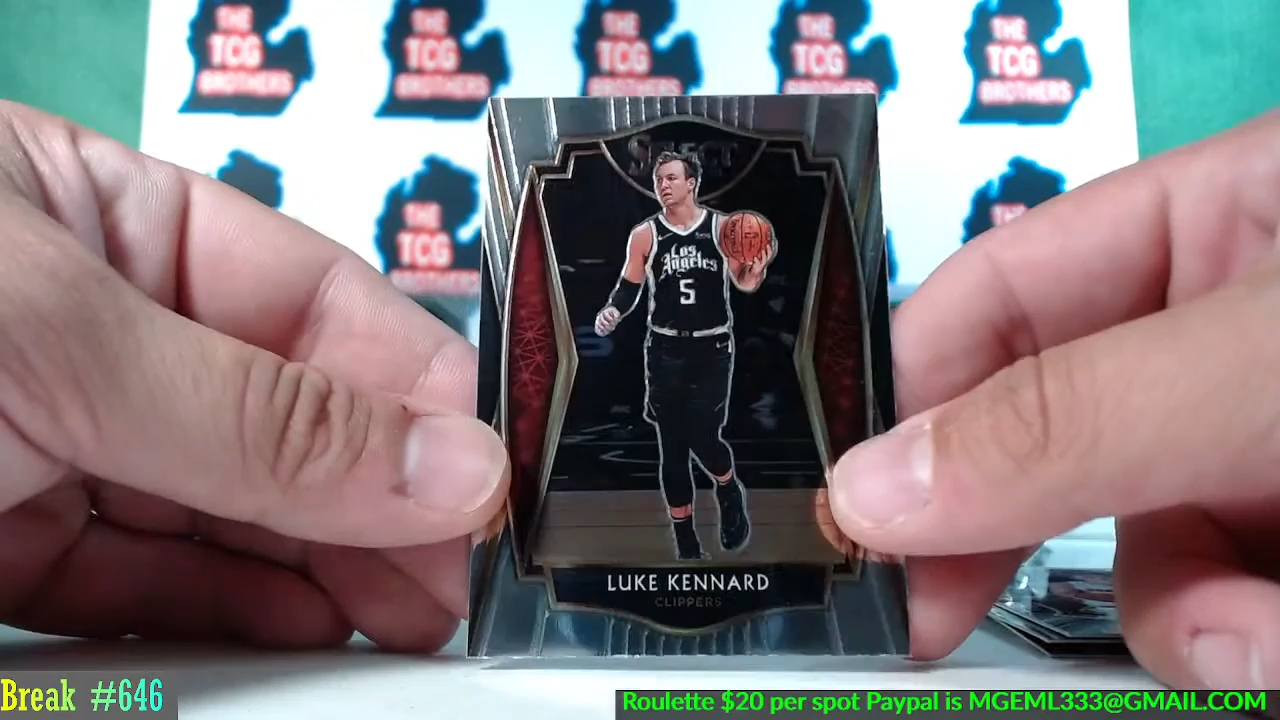 THE
TCG
BROTHERS
THE
TCG
BROTHERS
THE
TCG
BROTHERS
THE
TCG
BROTHERS
THE
TCG
BROTHERS
THE
TCG
BROTHERS
THE
SELECT
Los
Angeles
5
LUKE KENNARD
CLIPPERS
Break #646
Roulette $20 per spot Paypal is MGEML333@GMAIL.COM